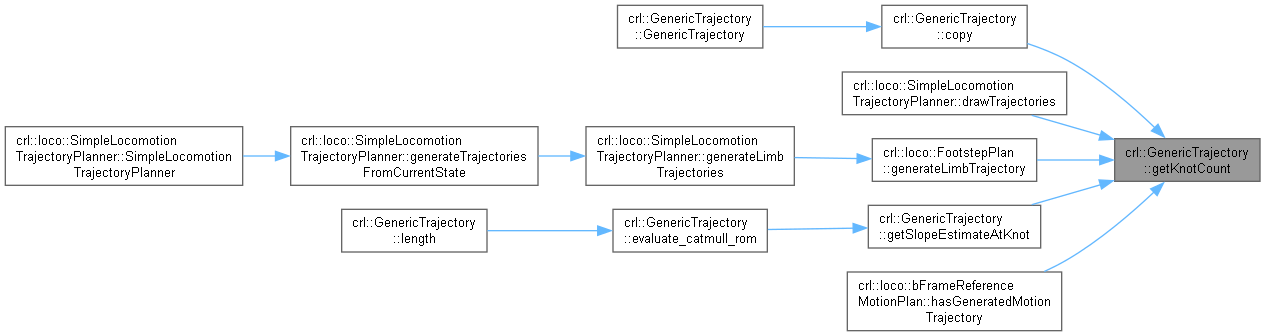 crl::GenericTrajectory
::GenericTrajectory
crl::GenericTrajectory
::copy
crl::loco::SimpleLocomotion
TrajectoryPlanner::drawTrajectories
crl::loco::SimpleLocomotion
TrajectoryPlanner::SimpleLocomotion
TrajectoryPlanner
crl::loco::SimpleLocomotion
TrajectoryPlanner::generateTrajectories
FromCurrentState
crl::loco::SimpleLocomotion
TrajectoryPlanner::generateLimb
Trajectories
crl::loco::FootstepPlan
::generateLimbTrajectory
crl::GenericTrajectory
::getKnotCount
crl::GenericTrajectory
::length
crl::GenericTrajectory
::evaluate_catmull_rom
crl::GenericTrajectory
::getSlopeEstimateAtKnot
crl::loco::bFrameReference
MotionPlan::hasGeneratedMotion
Trajectory